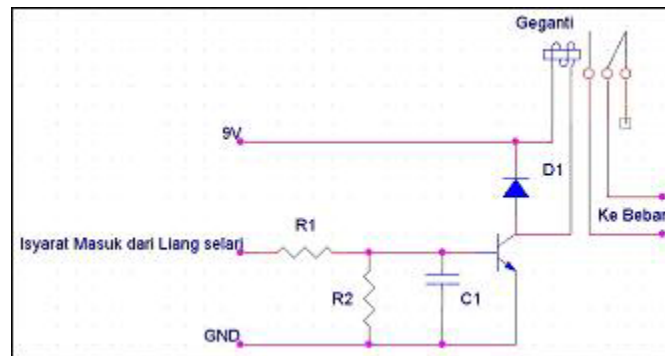 Geganti
9V
D1
Ke Beban
R1
Isyarat Masuk dari Liang selari
R2
C1
GND